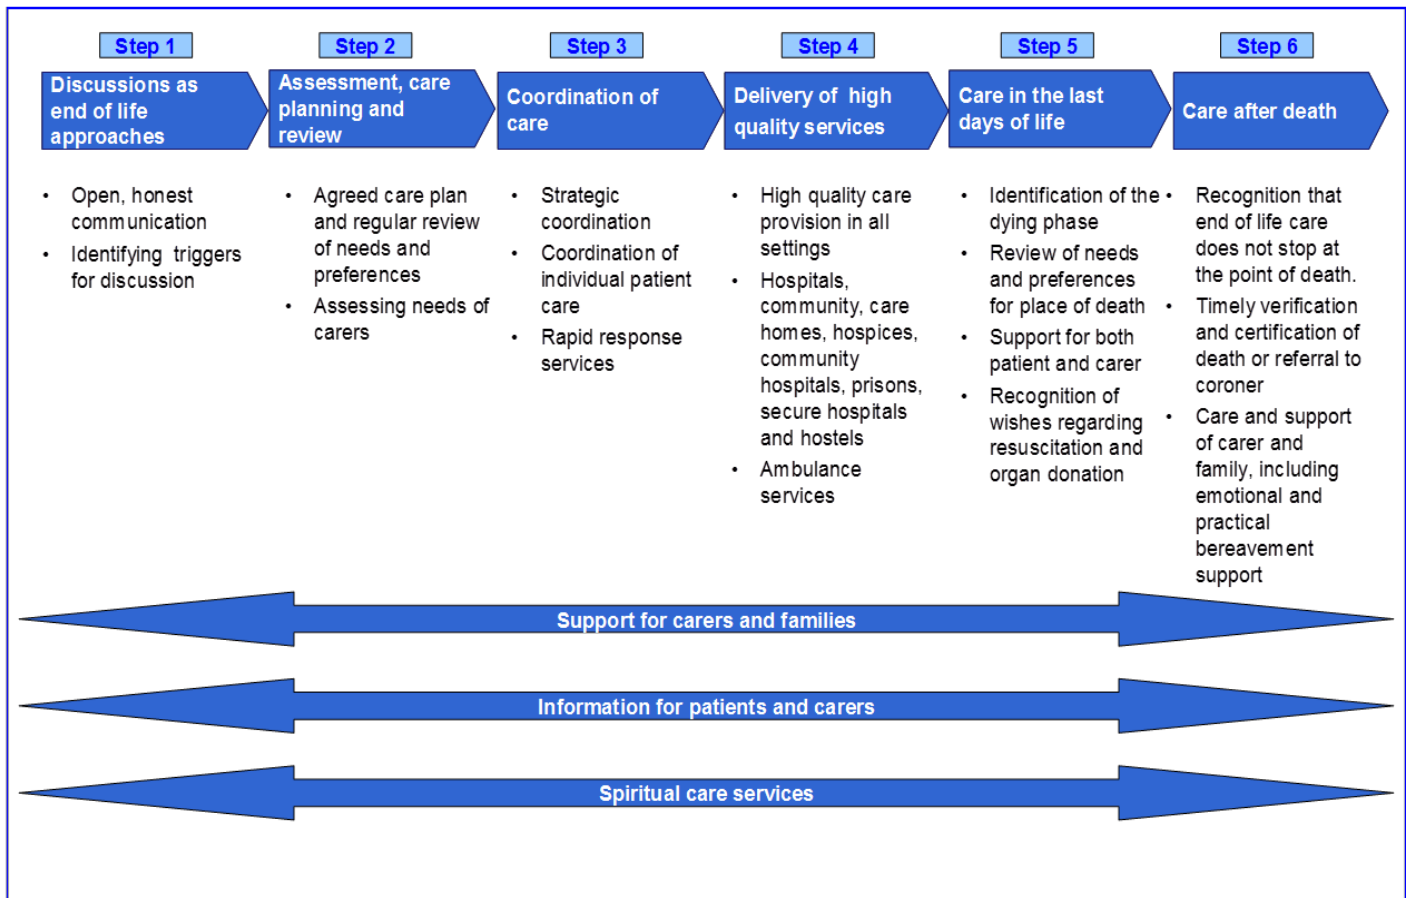 Step 1
Discussions as
end of life
approaches
• Open, honest
communication
• Identifying triggers
for discussion
Step 2
Assessment, care
planning and
review
• Agreed care plan
and regular review
of needs and
preferences
• Assessing needs of
carers
Step 3
Coordination of
care
• Strategic
coordination
• Coordination of
individual patient
care
• Rapid response
services
Step 4
Delivery of high
quality services
• High quality care
provision in all
settings
• Hospitals,
community, care
homes, hospices,
community
hospitals, prisons,
secure hospitals
and hostels
• Ambulance
services
Step 5
Care in the last
days of life
• Identification of the
dying phase
• Review of needs
and preferences
for place of death
• Support for both
patient and carer
• Recognition of
wishes regarding
resuscitation and
organ donation
Step 6
Care after death
• Recognition that
end of life care
does not stop at
the point of death.
• Timely verification
and certification of
death or referral to
coroner
• Care and support
of carer and
family, including
emotional and
practical
bereavement
support
Support for carers and families
Information for patients and carers
Spiritual care services